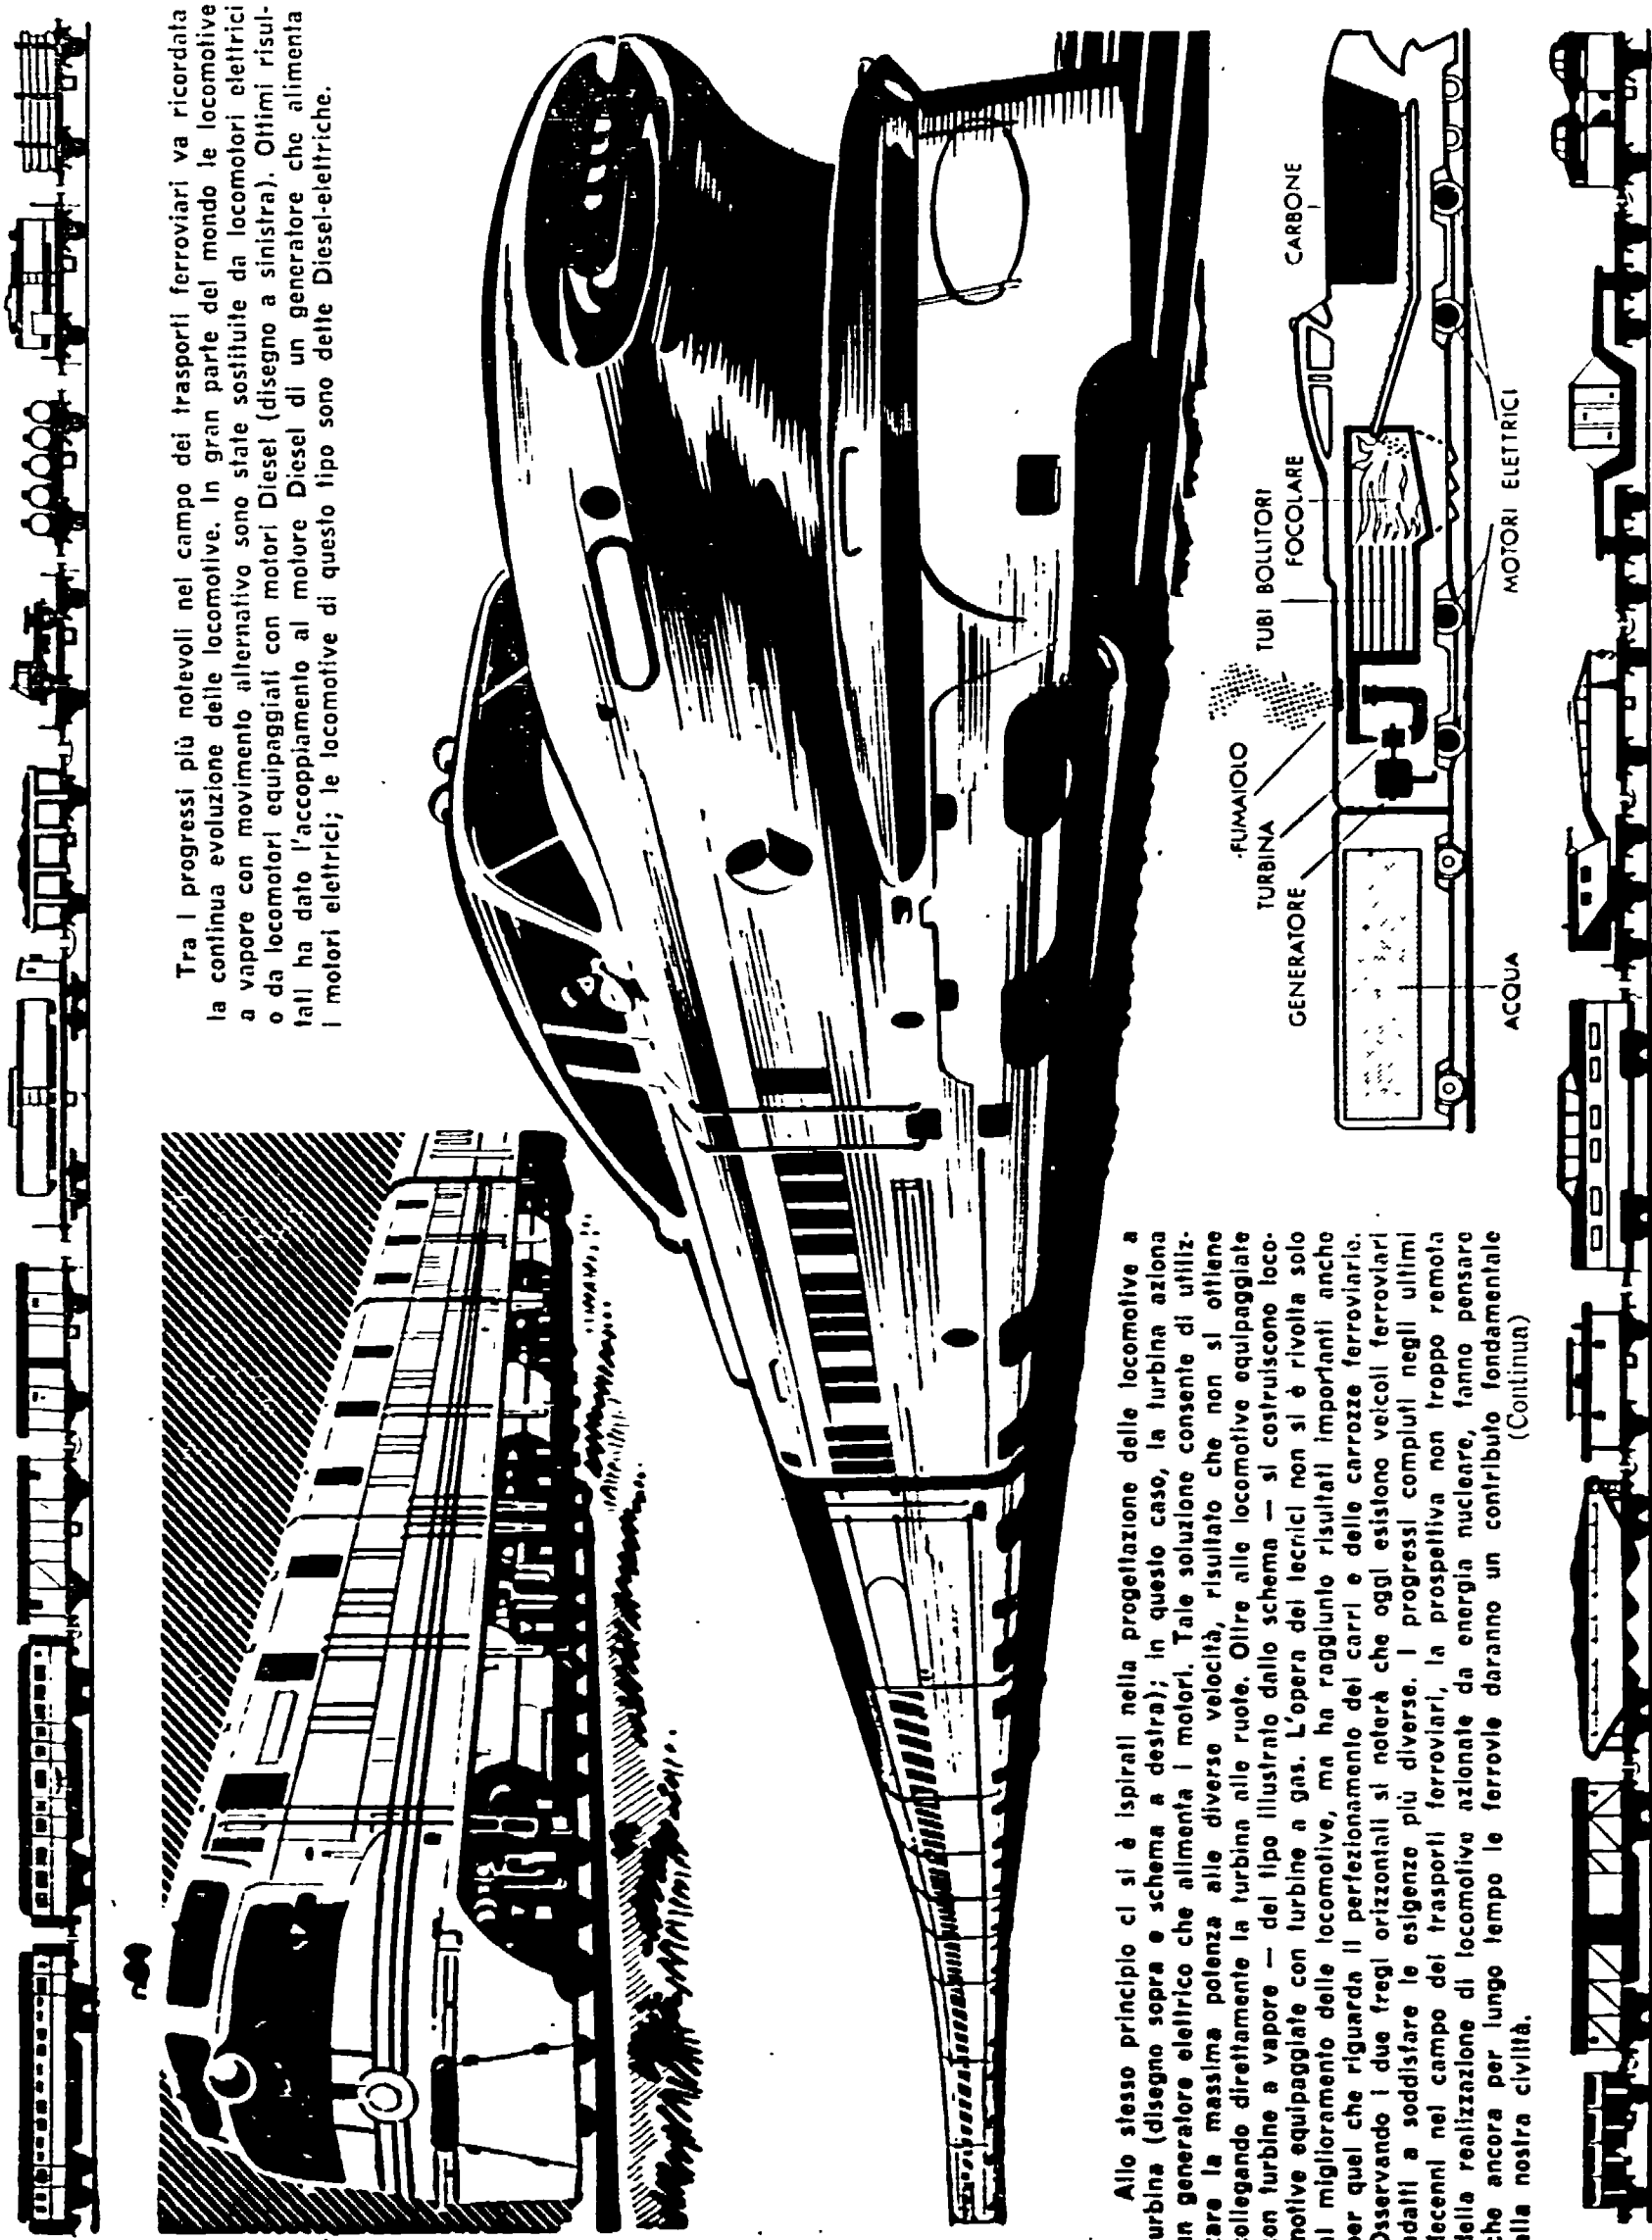 Tra i progressi più notevoli nel campo dei trasporti ferroviari va ricordata
la continua evoluzione delle locomotive. In gran parte del mondo le locomotive
a vapore con movimento alternativo sono state sostituite da locomotori elettrici
o da locomotori equipaggiati con motori Diesel (disegno a sinistra). Ottimi risul-
tati ha dato l'accoppiamento al motore Diesel di un generatore che alimenta
i motori elettrici; le locomotive di questo tipo sono dette Diesel-elettriche.
Allo stesso principio ci si è ispirati nella progettazione delle locomotive a
urbina (disegno sopra e schema a destra); in questo caso, la turbina aziona
un generatore elettrico che alimenta i motori. Tale soluzione consente di utiliz-
zare la massima potenza alle diverse velocità, risultato che non si ottiene
collegando direttamente la turbina alle ruote. Oltre alle locomotive equipaggiate
con turbine a vapore — del tipo illustrato dallo schema — si costruiscono loco-
motive equipaggiate con turbine a gas. L'opera dei tecnici non si è rivolta solo
al miglioramento delle locomotive, ma ha raggiunto risultati importanti anche
per quel che riguarda il perfezionamento dei carri e delle carrozze ferroviarie.
Osservando i due fregi orizzontali si noterà che oggi esistono veicoli ferroviari
adatti a soddisfare le esigenze più diverse. I progressi compiuti negli ultimi
decenni nel campo dei trasporti ferroviari, la prospettiva non troppo remota
della realizzazione di locomotive azionate da energia nucleare, fanno pensare
che ancora per lungo tempo le ferrovie daranno un contributo fondamentale
alla nostra civiltà.
(Continua)
FUMAIOLO
TURBINA
GENERATORE
TUBI BOLLITORI
FOCOLARE
CARBONE
ACQUA
MOTORI ELETTRICI